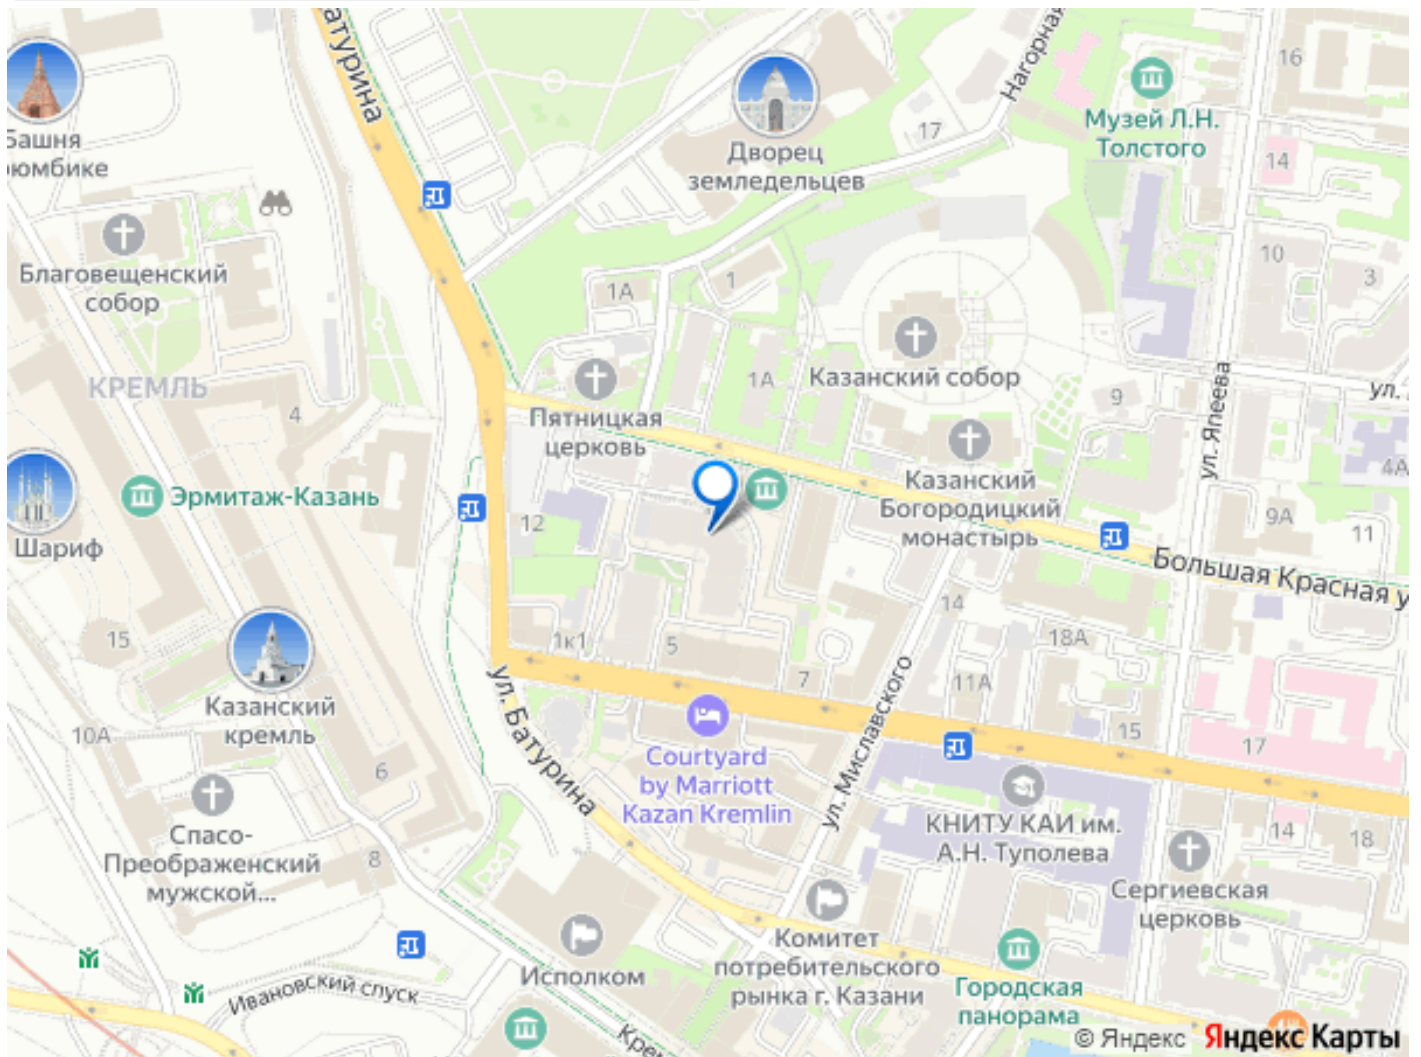 Батурина
Нагорная
16
Музей Л.Н.
Толстого
17
14
Башня
Дворец
земледельцев
Благовещенский
собор
10
3
1
1А
КРЕМЛЬ
4
Казанский собор
1А
9
ул.
Пятницкая
церковь
ул. Япеева
Казанский
Богородицкий
монастырь
4А
Эрмитаж-Казань
12
9А
11
Шариф
Большая Красная у
14
15
1к1
5
7
18А
11А
Казанский
кремль
ул. Батурина
ул. Миславского
10А
15
17
6
Courtyard
by Marriott
Kazan Kremlin
КНИТУ КАИ им.
А.Н. Туполева
14
18
Спасо-
Преображенский
мужской...
8
Сергиевская
церковь
Исполком
Комитет
потребительского
рынка г. Казани
Ивановский спуск
Городская
панорама
Крем
© Яндекс Яндекс Карты